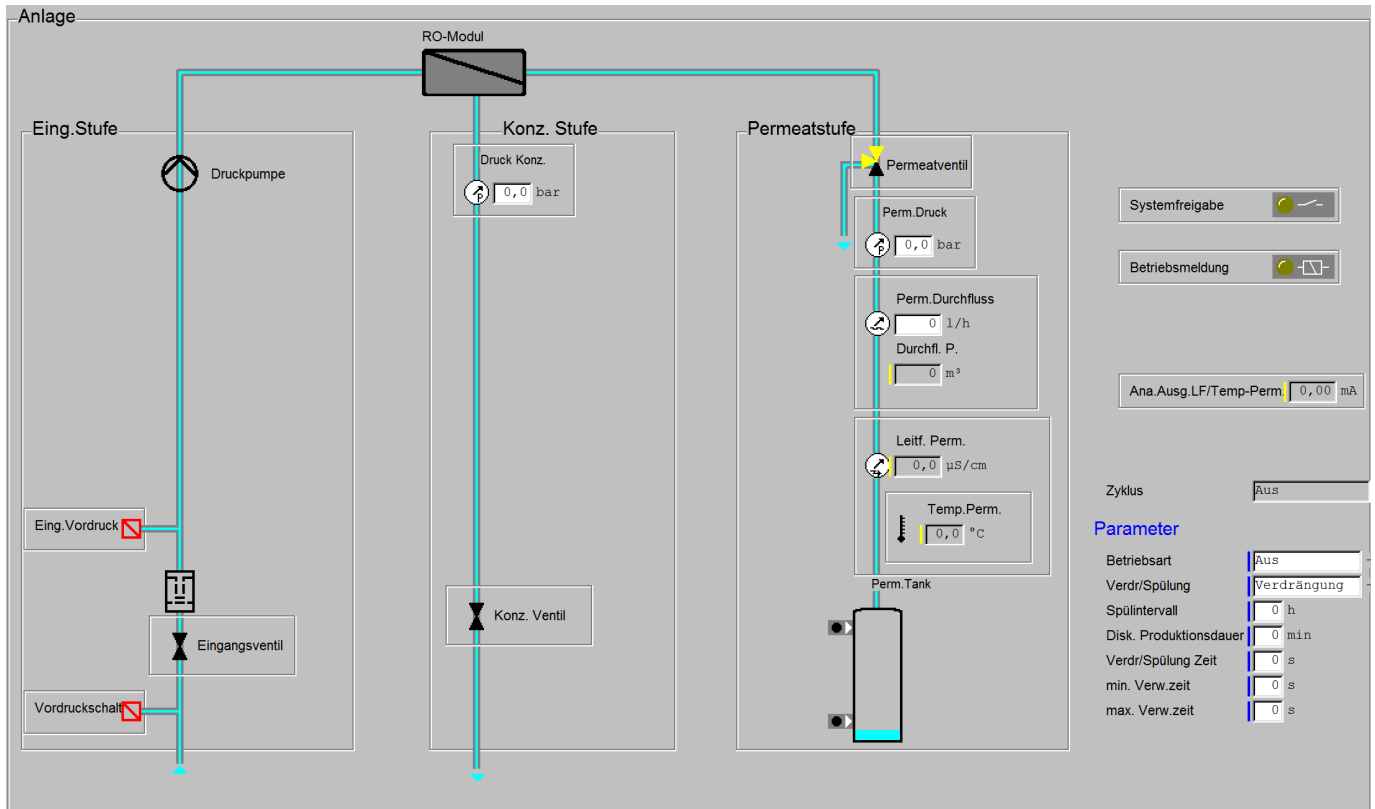 Anlage
RO-Modul
Eing.Stufe
Druckpumpe
Eing.Vordruck
Eingangsventil
Vordruckschalt
Konz. Stufe
Druck Konz.
P 0,0 bar
Konz. Ventil
Permeatstufe
Permeatventil
Perm.Druck
P 0,0 bar
Perm.Durchfluss
0 l/h
Durchfl. P.
0 m³
Leitf. Perm.
0,0 µS/cm
Temp.Perm.
0,0 °C
Perm.Tank
Systemfreigabe
Betriebsmeldung
Ana.Ausg.LF/Temp-Perm. 0,00 mA
Zyklus Aus
Parameter
Betriebsart Aus
Verdr/Spülung Verdrängung
Spülintervall 0 h
Disk. Produktionsdauer 0 min
Verdr/Spülung Zeit 0 s
min. Verw.zeit 0 s
max. Verw.zeit 0 s